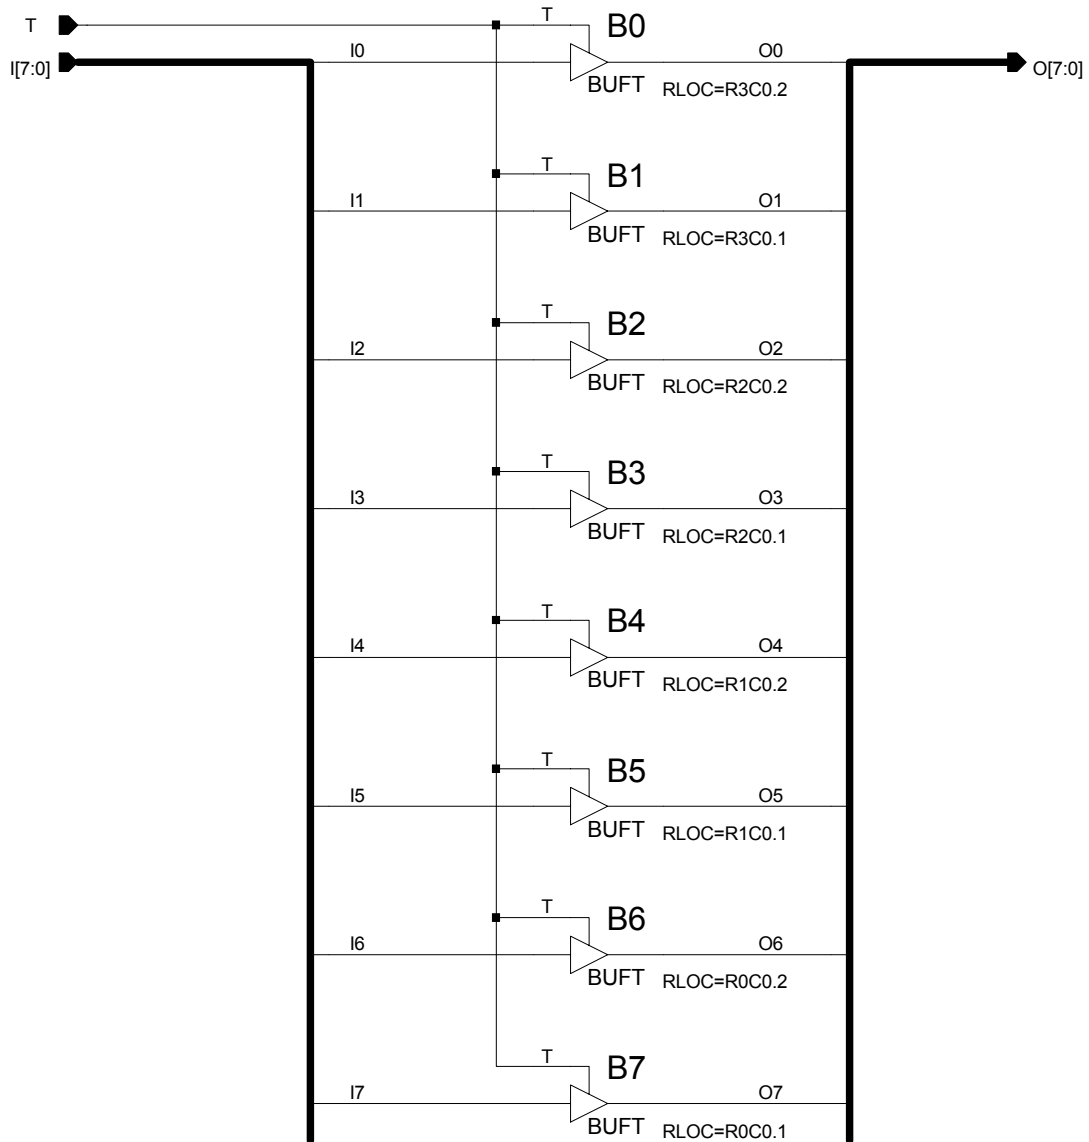 T
T
B0
I[7:0]
I0
O0
O[7:0]
BUFT
RLOC=R3C0.2
T
B1
I1
O1
BUFT
RLOC=R3C0.1
T
B2
I2
O2
BUFT
RLOC=R2C0.2
T
B3
I3
O3
BUFT
RLOC=R2C0.1
T
B4
I4
O4
BUFT
RLOC=R1C0.2
T
B5
I5
O5
BUFT
RLOC=R1C0.1
T
B6
I6
O6
BUFT
RLOC=R0C0.2
T
B7
I7
O7
BUFT
RLOC=R0C0.1